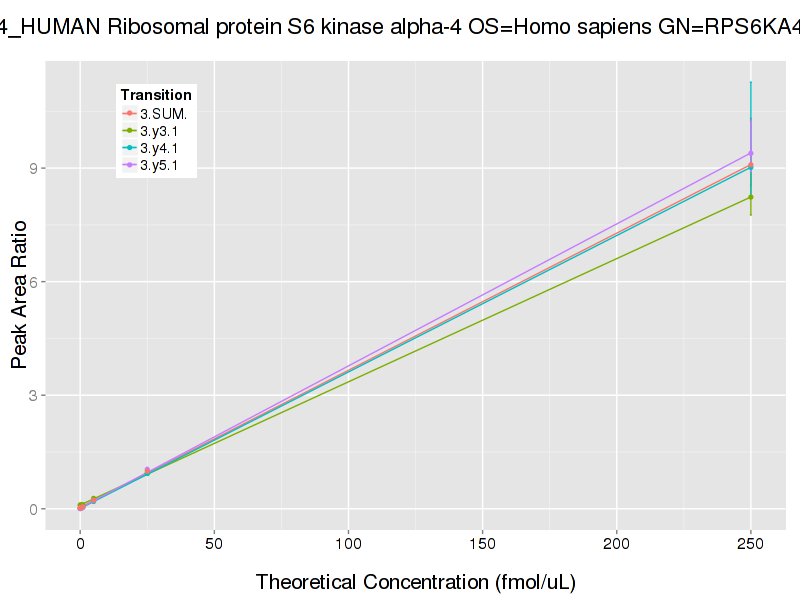 4_HUMAN Ribosomal protein S6 kinase alpha-4 OS=Homo sapiens GN=RPS6KA4
Transition
3.SUM.
3.y3.1
3.y4.1
3.y5.1
Peak Area Ratio
9
6
3
0
0 50 100 150 200 250
Theoretical Concentration (fmol/uL)